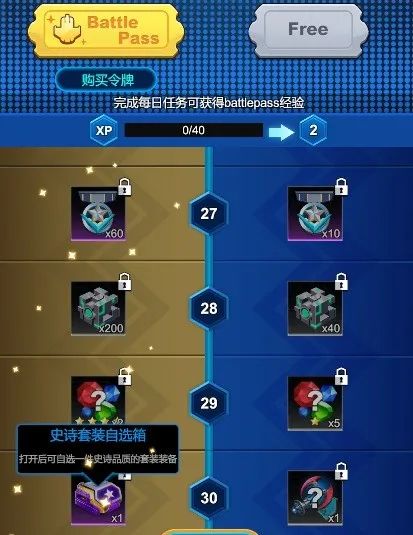 Battle
Pass
Free
购买令牌
完成每日任务可获得battlepass经验
XP
0/40
2
x60
27
x10
x200
28
x40
?
29
?
x5
史诗套装自选箱
打开后可自选一件史诗品质的套装装备
x1
30
?
x1